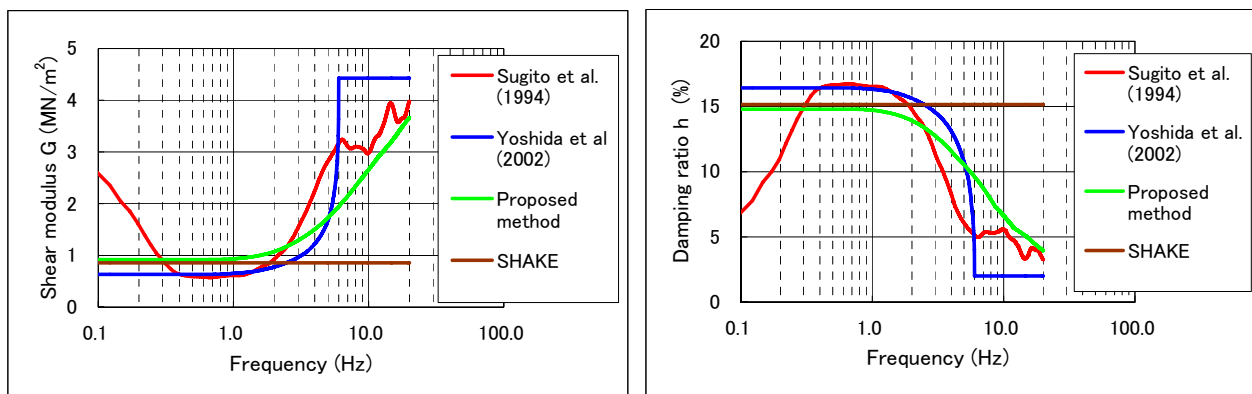 5
4
3
2
1
0
Shear modulus G (MN/m²)
0.1
1.0
10.0
100.0
Frequency (Hz)
Sugito et al.
(1994)
Yoshida et al
(2002)
Proposed
method
SHAKE
20
15
10
5
0
Damping ratio h (%)
0.1
1.0
10.0
100.0
Frequency (Hz)
Sugito et al.
(1994)
Yoshida et al.
(2002)
Proposed
method
SHAKE